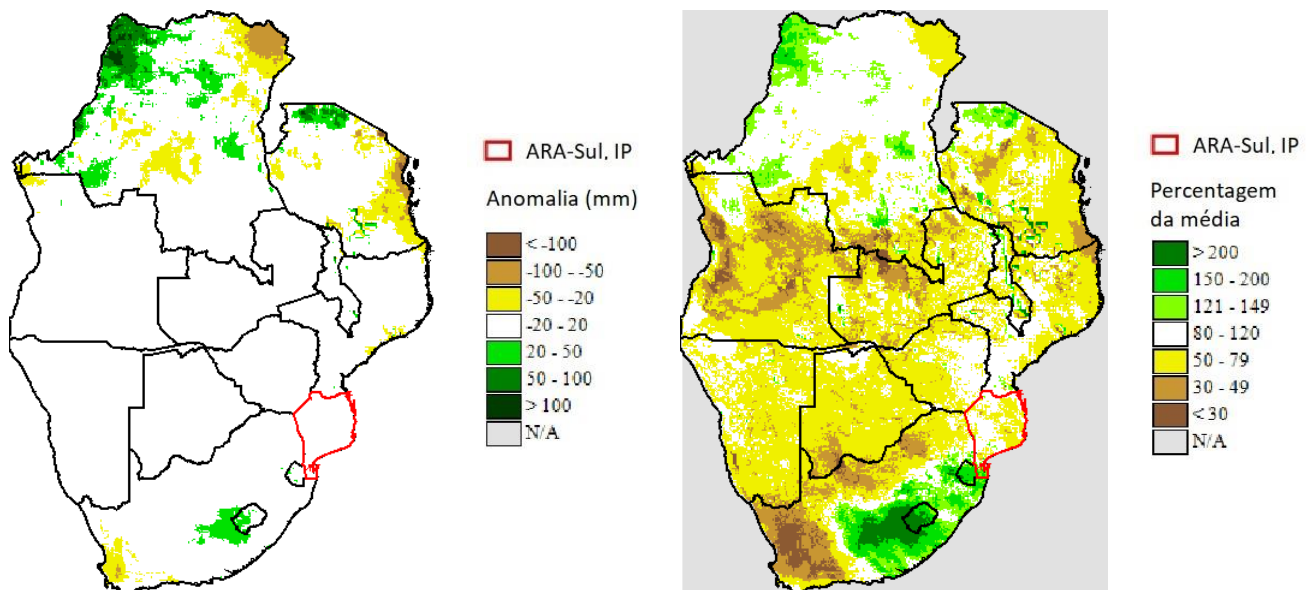 ARA-Sul, IP
Anomalia (mm)
< -100
-100 - -50
-50 - -20
-20 - 20
20 - 50
50 - 100
> 100
N/A
ARA-Sul, IP
Percentagem
da média
> 200
150 - 200
121 - 149
80 - 120
50 - 79
30 - 49
<30
N/A